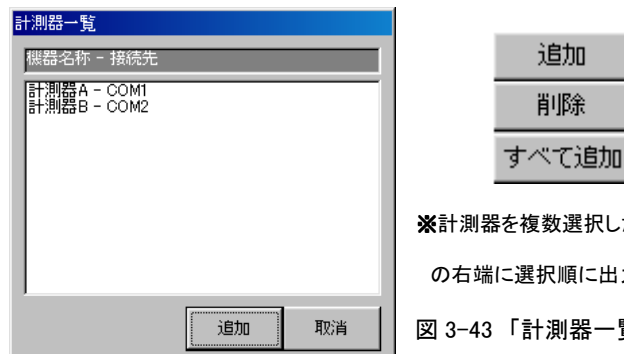 計測器一覧
機器名称 - 接続先
計測器A - COM1
計測器B - COM2
追加 取消
追加
削除
すべて追加
※計測器を複数選択し
の右端に選択順に出
図 3-43 「計測器一覧